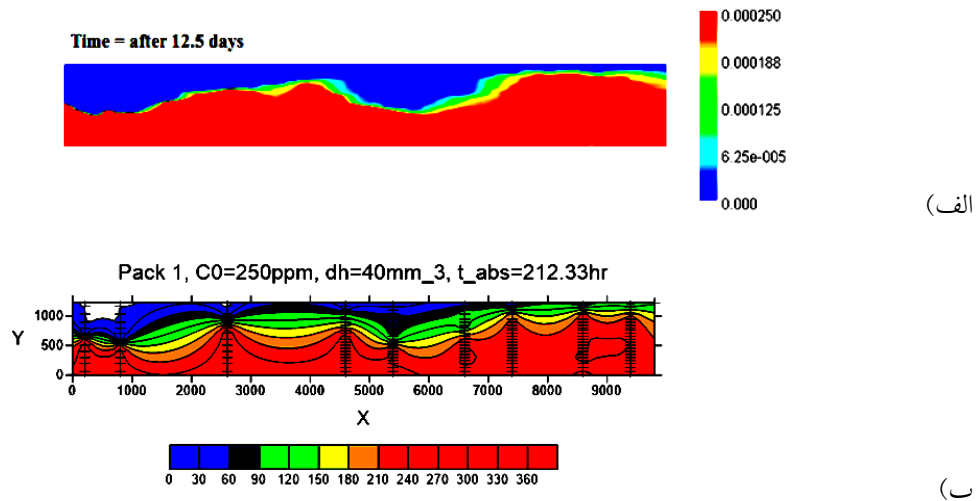 Time = after 12.5 days
0.000250
0.000188
0.000125
6.25e-005
0.000
الف)
Pack 1, C0=250ppm, dh=40mm_3, t_abs=212.33hr
Y
1000
500
0
0 1000 2000 3000 4000 5000 6000 7000 8000 9000
X
0 30 60 90 120 150 180 210 240 270 300 330 360
ب)